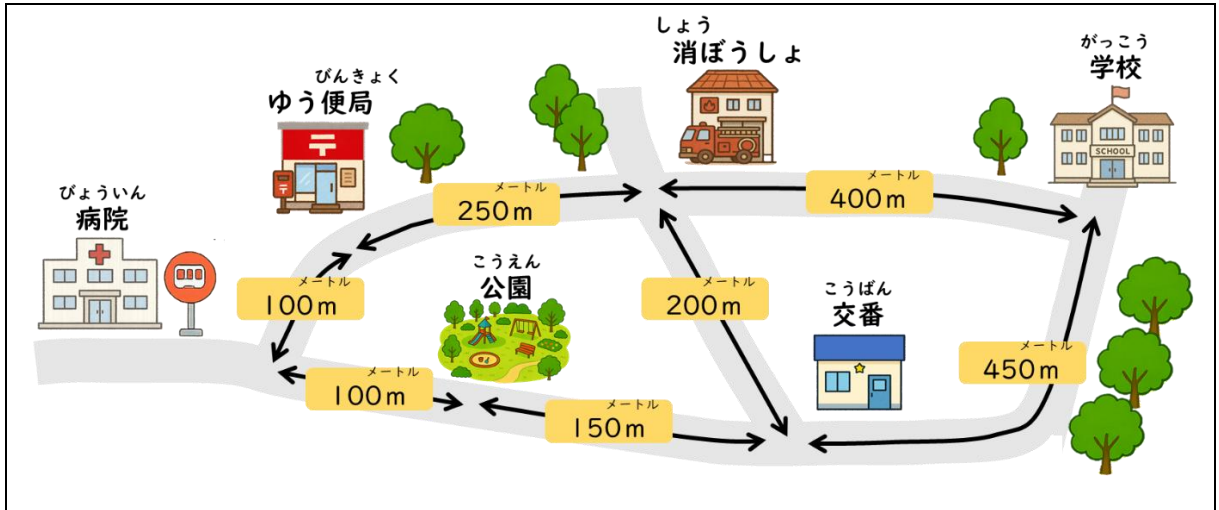 しょう
消ぼうしょ
がっこう
学校
びんきょく
ゆう便局
SCHOOL
メートル
400m
メートル
250m
びょういん
病院
こうえん
公園
メートル
100m
メートル
200m
こうばん
交番
メートル
450m
メートル
100m
メートル
150m